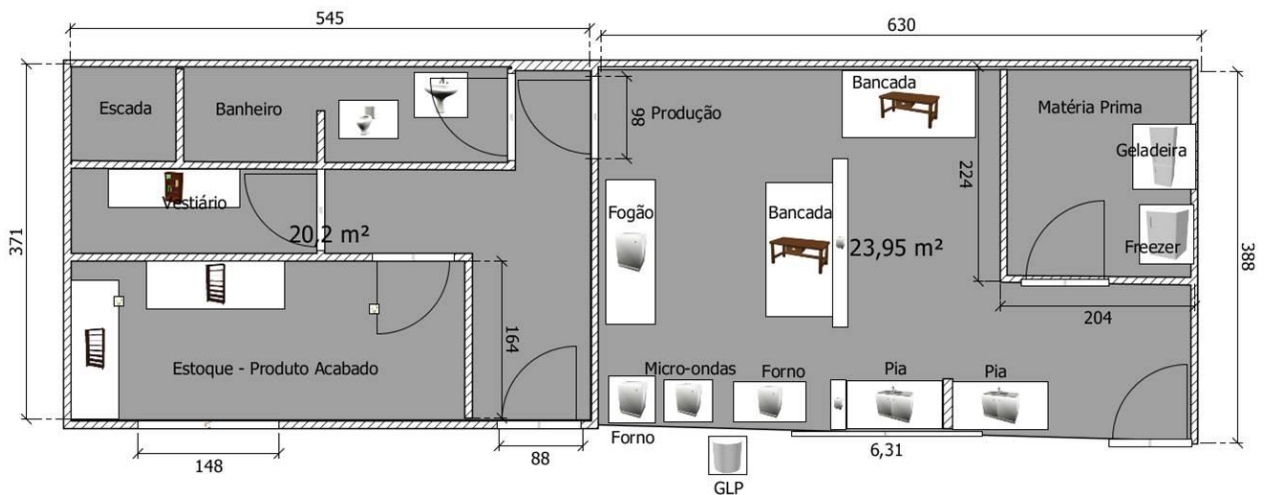 545
630
Escada
Banheiro
98
Produção
Bancada
Matéria Prima
Geladeira
224
Vestiário
Fogão
Bancada
371
20,2 m²
23,95 m²
Freezer
388
204
164
Estoque - Produto Acabado
Micro-ondas
Forno
Pia
Pia
Forno
6,31
148
88
GLP